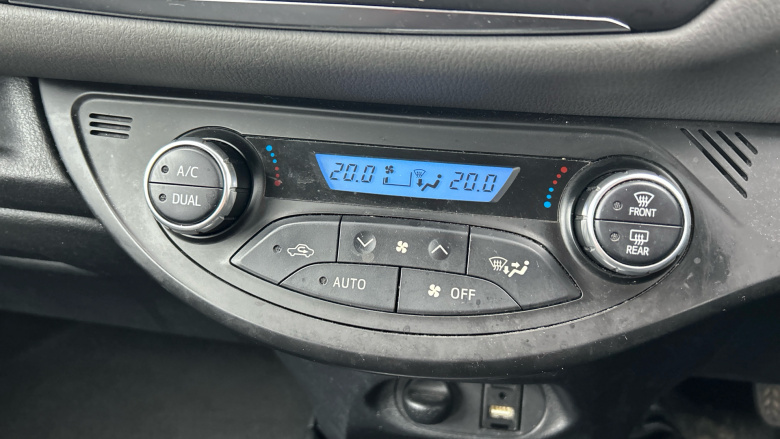 A/C
DUAL
20.0 20.0
FRONT
REAR
AUTO
OFF